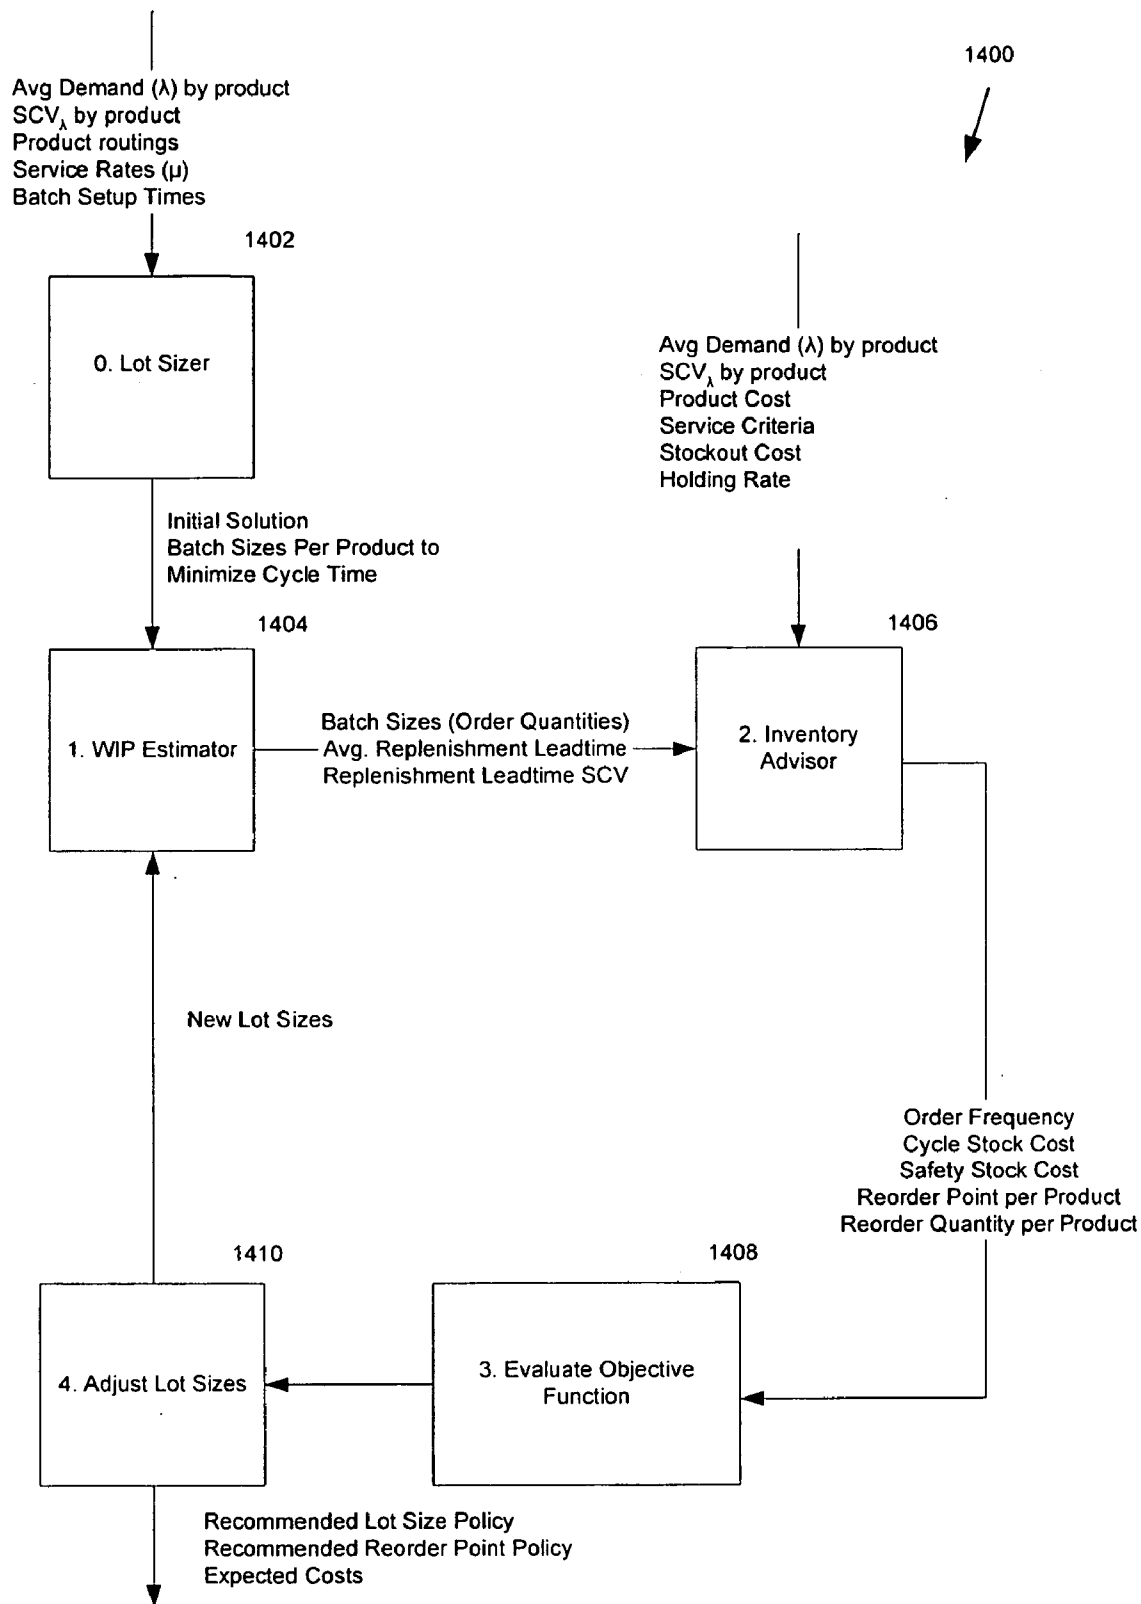 1400
Avg Demand (λ) by product
SCVλ by product
Product routings
Service Rates (μ)
Batch Setup Times
1402
0. Lot Sizer
Avg Demand (λ) by product
SCVλ by product
Product Cost
Service Criteria
Stockout Cost
Holding Rate
Initial Solution
Batch Sizes Per Product to
Minimize Cycle Time
1404
1406
1. WIP Estimator
Batch Sizes (Order Quantities)
Avg. Replenishment Leadtime
Replenishment Leadtime SCV
2. Inventory
Advisor
New Lot Sizes
Order Frequency
Cycle Stock Cost
Safety Stock Cost
Reorder Point per Product
Reorder Quantity per Product
1410
1408
4. Adjust Lot Sizes
3. Evaluate Objective
Function
Recommended Lot Size Policy
Recommended Reorder Point Policy
Expected Costs